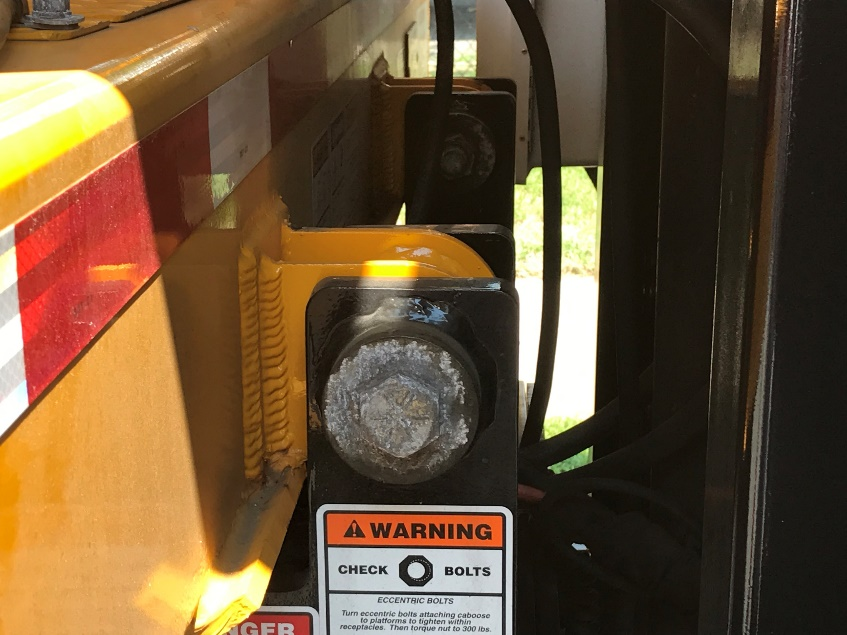 WARNING
CHECK BOLTS
ECCENTRIC BOLTS
Turn eccentric bolts attaching caboose
to platforms to tighten within
receptacles. Then torque nut to 300 lbs.
NGER